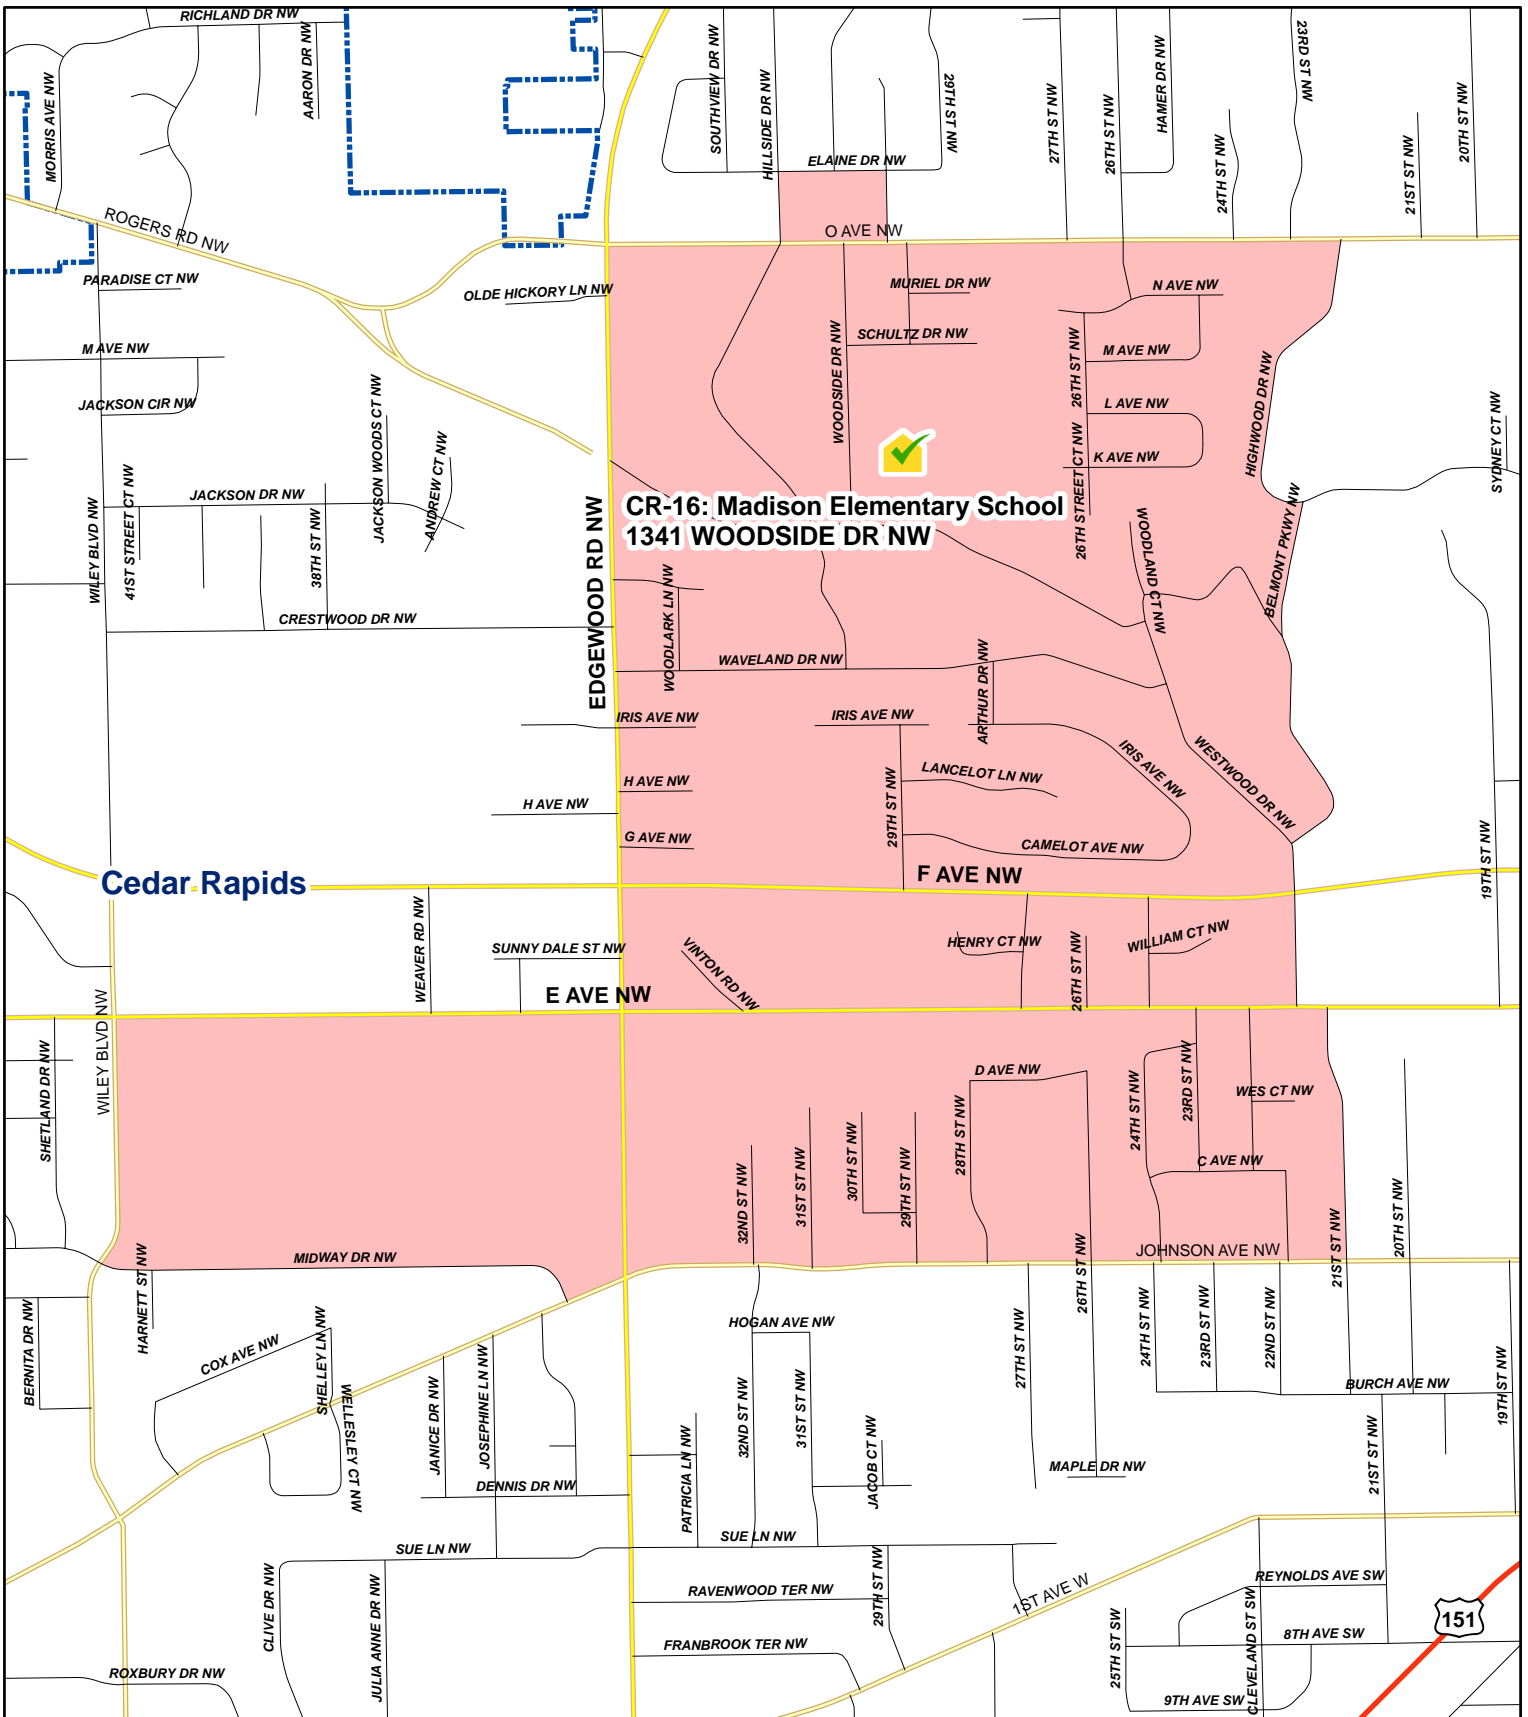 RICHLAND DR NW
AARON DR NW
MORRIS AVE NW
SOUTHVIEW DR NW
HILLSIDE DR NW
29TH ST NW
27TH ST NW
26TH ST NW
HAMER DR NW
23RD ST NW
24TH ST NW
21ST ST NW
20TH ST NW
ELAINE DR NW
ROGERS RD NW
O AVE NW
PARADISE CT NW
OLDE HICKORY LN NW
MURIEL DR NW
N AVE NW
SCHULTZ DR NW
WOODSIDE DR NW
26TH ST NW
M AVE NW
M AVE NW
HIGHWOOD DR NW
JACKSON CIR NW
JACKSON WOODS CT NW
L AVE NW
SYDNEY CT NW
ANDREW CT NW
K AVE NW
26TH STREET CT NW
JACKSON DR NW
WILEY BLVD NW
41ST STREET CT NW
38TH ST NW
EDGEWOOD RD NW
CR-16: Madison Elementary School
1341 WOODSIDE DR NW
WOODLAND CT NW
BELMONT PKWY NW
CRESTWOOD DR NW
WOODLARK LN NW
WAVELAND DR NW
ARTHUR DR NW
IRIS AVE NW
IRIS AVE NW
IRIS AVE NW
WESTWOOD DR NW
H AVE NW
LANCELOT LN NW
H AVE NW
29TH ST NW
G AVE NW
CAMELOT AVE NW
19TH ST NW
Cedar Rapids
F AVE NW
WEAVER RD NW
SUNNY DALE ST NW
VINTON RD NW
HENRY CT NW
26TH ST NW
WILLIAM CT NW
E AVE NW
WILEY BLVD NW
SHETLAND DR NW
D AVE NW
28TH ST NW
24TH ST NW
23RD ST NW
WES CT NW
32ND ST NW
31ST ST NW
30TH ST NW
29TH ST NW
C AVE NW
20TH ST NW
21ST ST NW
26TH ST NW
JOHNSON AVE NW
MIDWAY DR NW
HARNETT ST NW
BERNITA DR NW
COX AVE NW
SHELLEY LN NW
WELLESLEY CT NW
JANICE DR NW
JOSEPHINE LN NW
HOGAN AVE NW
27TH ST NW
24TH ST NW
23RD ST NW
22ND ST NW
BURCH AVE NW
19TH ST NW
32ND ST NW
31ST ST NW
PATRICIA LN NW
JACOB CT NW
MAPLE DR NW
21ST ST NW
DENNIS DR NW
SUE LN NW
SUE LN NW
CLIVE DR NW
JULIA ANNE DR NW
RAVENWOOD TER NW
29TH ST NW
1ST AVE W
REYNOLDS AVE SW
151
25TH ST SW
CLEVELAND ST SW
8TH AVE SW
FRANBROOK TER NW
ROXBURY DR NW
9TH AVE SW